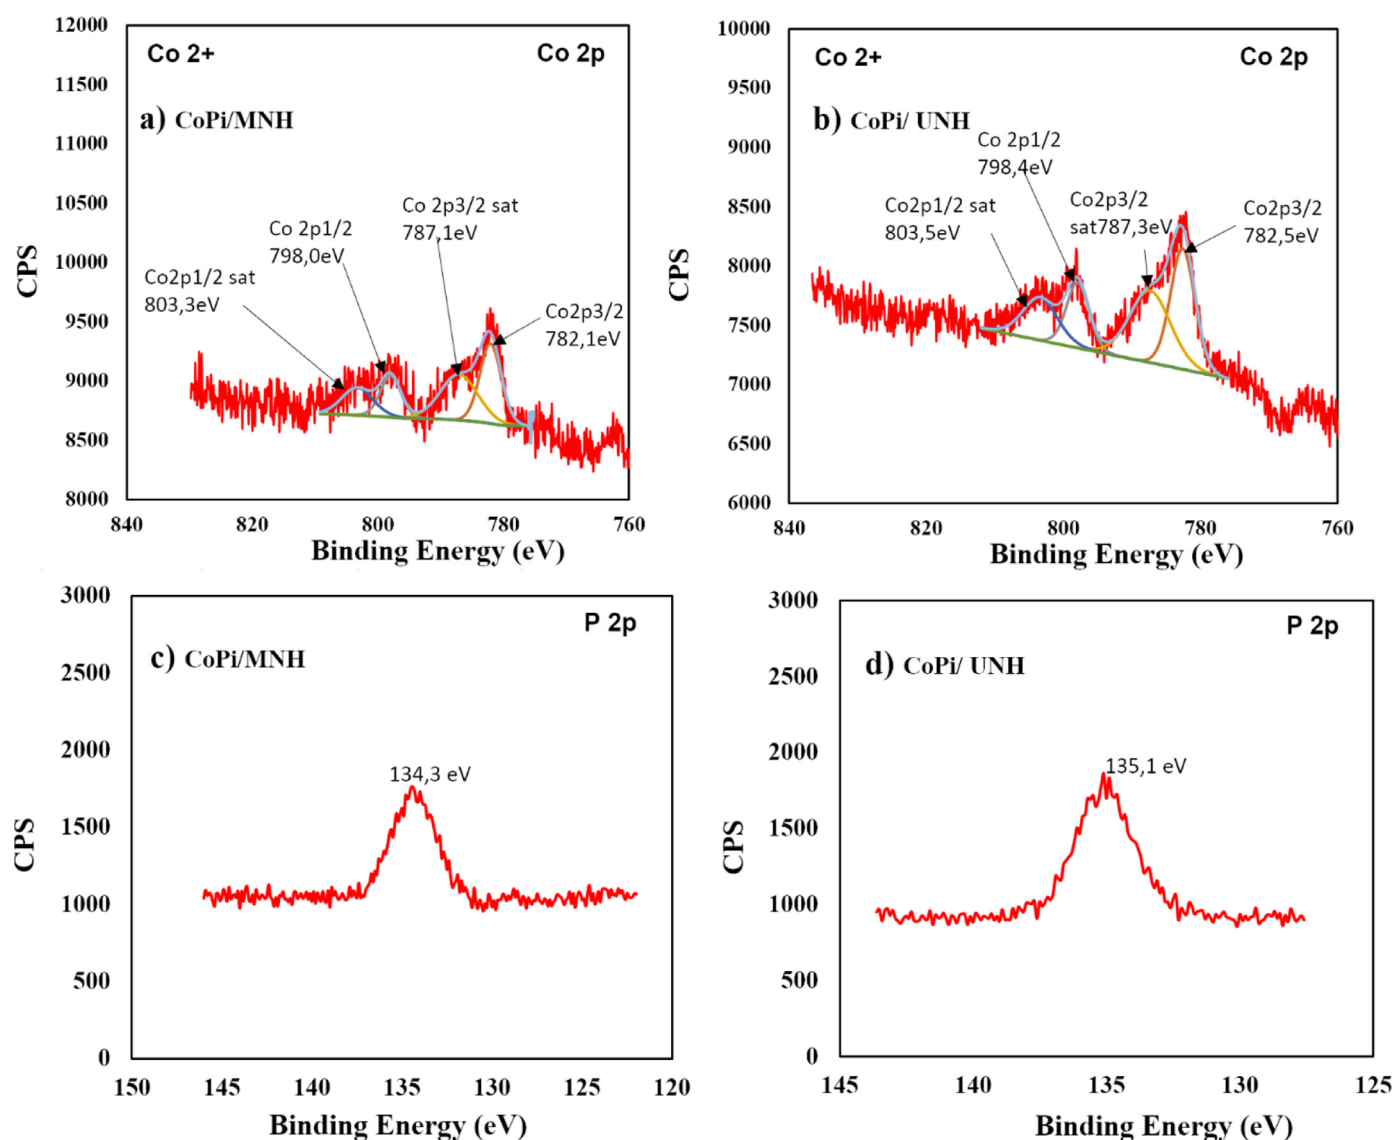 Co 2+ Co 2p
a) CoPi/MNH
Co 2p3/2 sat
787,1eV
Co 2p1/2
798,0eV
Co2p1/2 sat
803,3eV
Co2p3/2
782,1eV
CPS
12000
11500
11000
10500
10000
9500
9000
8500
8000
840 820 800 780 760
Binding Energy (eV)
Co 2+ Co 2p
b) CoPi/ UNH
Co 2p1/2
798,4eV
Co2p1/2 sat
803,5eV
Co2p3/2
sat787,3eV
Co2p3/2
782,5eV
CPS
10000
9500
9000
8500
8000
7500
7000
6500
6000
840 820 800 780 760
Binding Energy (eV)
P 2p
c) CoPi/MNH
134,3 eV
CPS
3000
2500
2000
1500
1000
500
0
150 145 140 135 130 125 120
Binding Energy (eV)
P 2p
d) CoPi/ UNH
135,1 eV
CPS
3000
2500
2000
1500
1000
500
0
145 140 135 130 125
Binding Energy (eV)